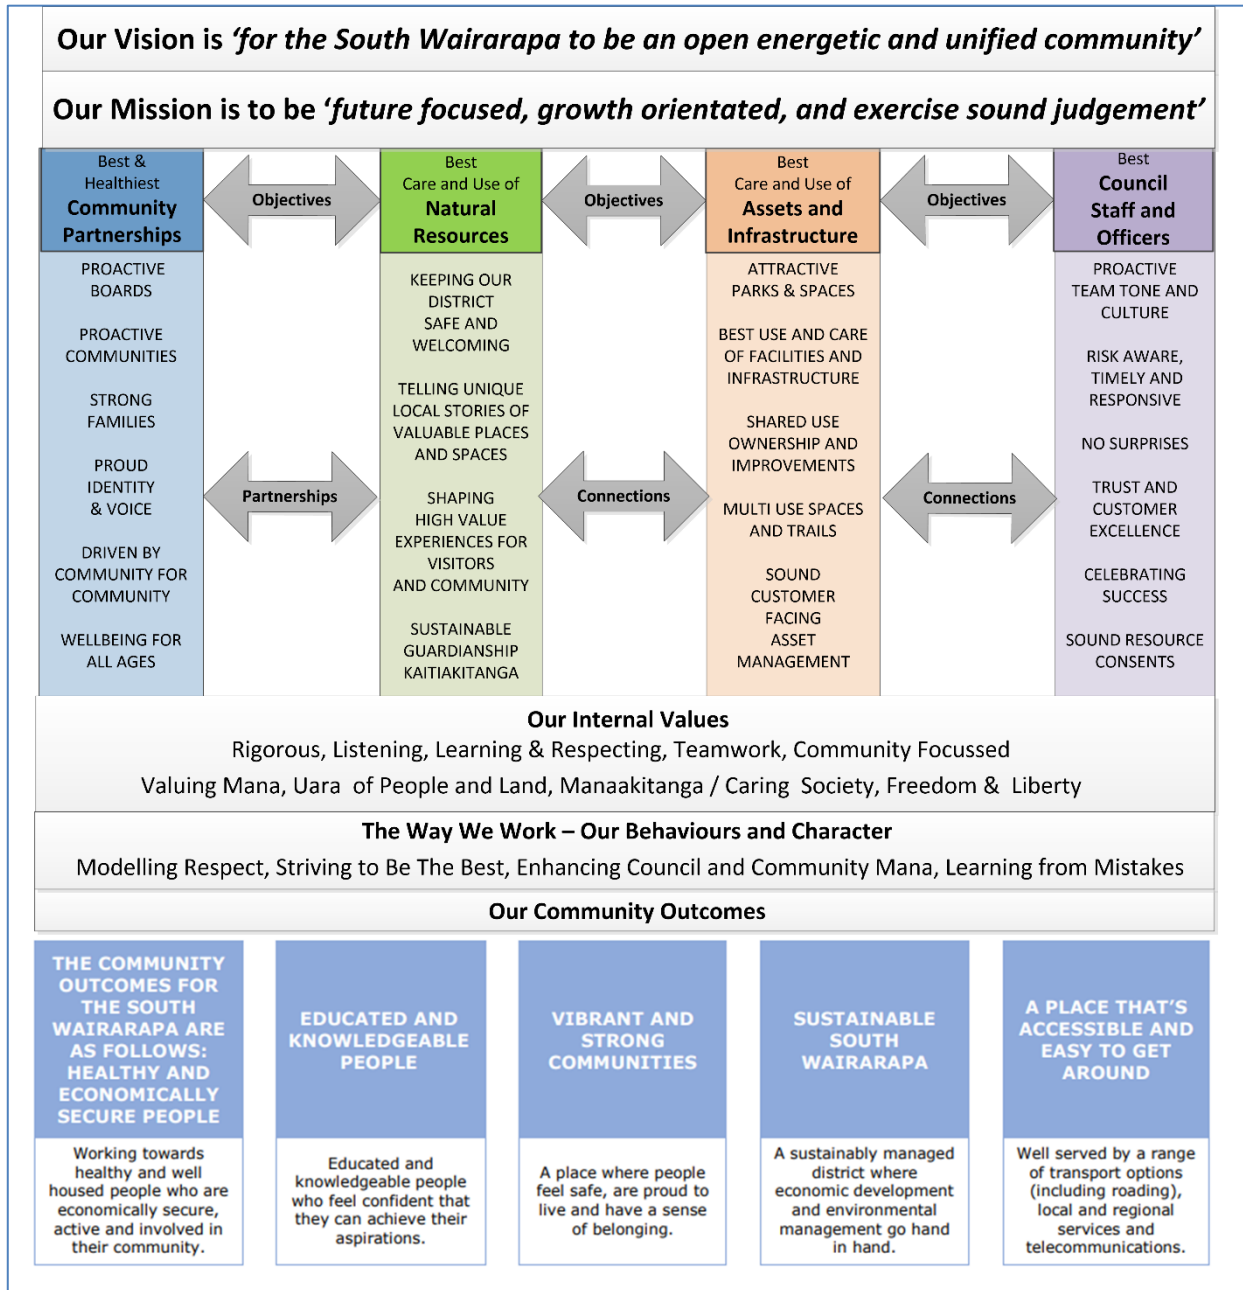 Our Vision is ‘for the South Wairarapa to be an open energetic and unified community’
Our Mission is to be ‘future focused, growth orientated, and exercise sound judgement’
Best &
Healthiest
Community
Partnerships
Objectives
Best
Care and Use of
Natural
Resources
Objectives
Best
Care and Use of
Assets and
Infrastructure
Objectives
Best
Council
Staff and
Officers
PROACTIVE
BOARDS
PROACTIVE
COMMUNITIES
STRONG
FAMILIES
PROUD
IDENTITY
& VOICE
DRIVEN BY
COMMUNITY FOR
COMMUNITY
WELLBEING FOR
ALL AGES
Partnerships
KEEPING OUR
DISTRICT
SAFE AND
WELCOMING
TELLING UNIQUE
LOCAL STORIES OF
VALUABLE PLACES
AND SPACES
SHAPING
HIGH VALUE
EXPERIENCES FOR
VISITORS
AND COMMUNITY
SUSTAINABLE
GUARDIANSHIP
KAITIAKITANGA
Connections
ATTRACTIVE
PARKS & SPACES
BEST USE AND CARE
OF FACILITIES AND
INFRASTRUCTURE
SHARED USE
OWNERSHIP AND
IMPROVEMENTS
MULTI USE SPACES
AND TRAILS
SOUND
CUSTOMER
FACING
ASSET
MANAGEMENT
Connections
PROACTIVE
TEAM TONE AND
CULTURE
RISK AWARE,
TIMELY AND
RESPONSIVE
NO SURPRISES
TRUST AND
CUSTOMER
EXCELLENCE
CELEBRATING
SUCCESS
SOUND RESOURCE
CONSENTS
Our Internal Values
Rigorous, Listening, Learning & Respecting, Teamwork, Community Focussed
Valuing Mana, Uara of People and Land, Manaakitanga / Caring Society, Freedom & Liberty
The Way We Work – Our Behaviours and Character
Modelling Respect, Striving to Be The Best, Enhancing Council and Community Mana, Learning from Mistakes
Our Community Outcomes
THE COMMUNITY
OUTCOMES FOR
THE SOUTH
WAIRARAPA ARE
AS FOLLOWS:
HEALTHY AND
ECONOMICALLY
SECURE PEOPLE
Working towards
healthy and well
housed people who are
economically secure,
active and involved in
their community.
EDUCATED AND
KNOWLEDGEABLE
PEOPLE
Educated and
knowledgeable people
who feel confident that
they can achieve their
aspirations.
VIBRANT AND
STRONG
COMMUNITIES
A place where people
feel safe, are proud to
live and have a sense
of belonging.
SUSTAINABLE
SOUTH
WAIRARAPA
A sustainably managed
district where
economic development
and environmental
management go hand
in hand.
A PLACE THAT’S
ACCESSIBLE AND
EASY TO GET
AROUND
Well served by a range
of transport options
(including roading),
local and regional
services and
telecommunications.